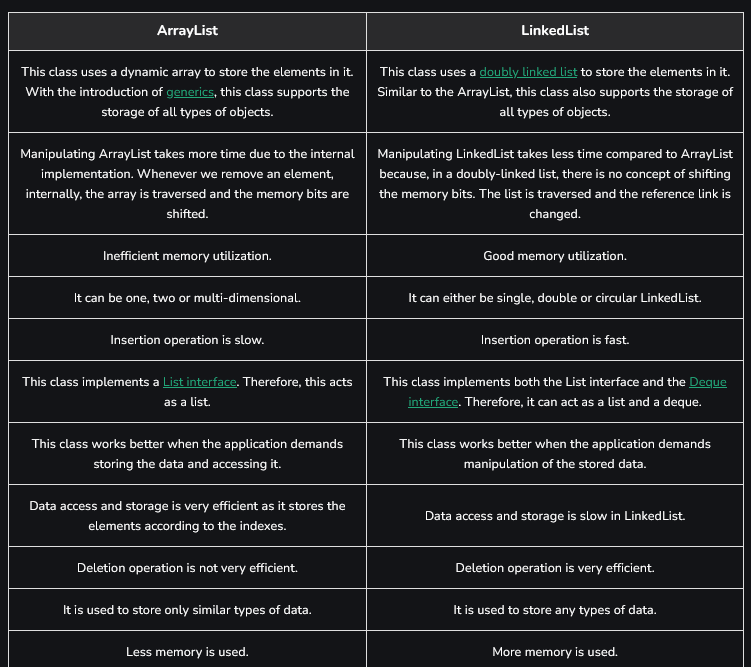 ArrayList
LinkedList
This class uses a dynamic array to store the elements in it.
With the introduction of generics, this class supports the
storage of all types of objects.
This class uses a doubly linked list to store the elements in it.
Similar to the ArrayList, this class also supports the storage of
all types of objects.
Manipulating ArrayList takes more time due to the internal
implementation. Whenever we remove an element,
internally, the array is traversed and the memory bits are
shifted.
Manipulating LinkedList takes less time compared to ArrayList
because, in a doubly-linked list, there is no concept of shifting
the memory bits. The list is traversed and the reference link is
changed.
Inefficient memory utilization.
Good memory utilization.
It can be one, two or multi-dimensional.
It can either be single, double or circular LinkedList.
Insertion operation is slow.
Insertion operation is fast.
This class implements a List interface. Therefore, this acts
as a list.
This class implements both the List interface and the Deque
interface. Therefore, it can act as a list and a deque.
This class works better when the application demands
storing the data and accessing it.
This class works better when the application demands
manipulation of the stored data.
Data access and storage is very efficient as it stores the
elements according to the indexes.
Data access and storage is slow in LinkedList.
Deletion operation is not very efficient.
Deletion operation is very efficient.
It is used to store only similar types of data.
It is used to store any types of data.
Less memory is used.
More memory is used.